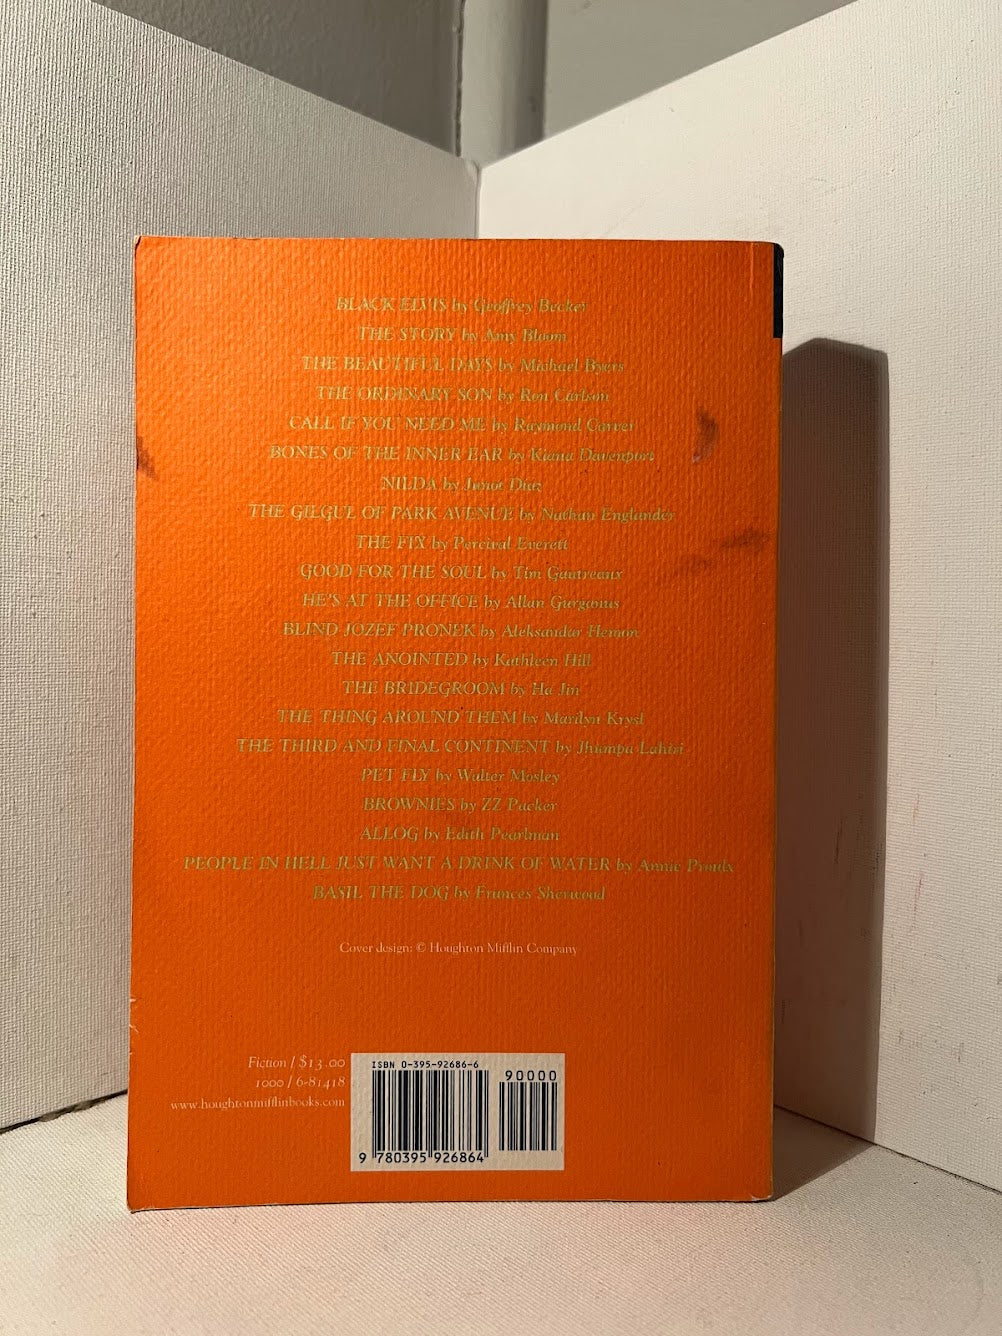 BLACK ELVIS by Geoffrey Becker
THE STORY by Amy Bloom
THE BEAUTIFUL DAYS by Michael Byers
THE ORDINARY SON by Ron Carlson
CALL IF YOU NEED ME by Raymond Carver
BONES OF THE INNER EAR by Kiana Davenport
NILDA by Junot Díaz
THE GILGUL OF PARK AVENUE by Nathan Englander
THE FIX by Percival Everett
GOOD FOR THE SOUL by Tim Gautreaux
HE'S AT THE OFFICE by Allan Gurganus
BLIND JOZEF PRONEK by Aleksandar Hemon
THE ANOINTED by Kathleen Hill
THE BRIDEGROOM by Ha Jin
THE THING AROUND THEM by Marilyn Krysl
THE THIRD AND FINAL CONTINENT by Jhumpa Lahiri
PET FLY by Walter Mosley
BROWNIES by ZZ Packer
ALLOG by Edith Pearlman
PEOPLE IN HELL JUST WANT A DRINK OF WATER by Annie Proulx
BASIL THE DOG by Frances Sherwood
Cover design: © Houghton Mifflin Company
Fiction / $13.00
1000 / 6-81418
www.houghtonmifflinbooks.com
ISBN 0-395-92686-6
90000
9 780395 926864